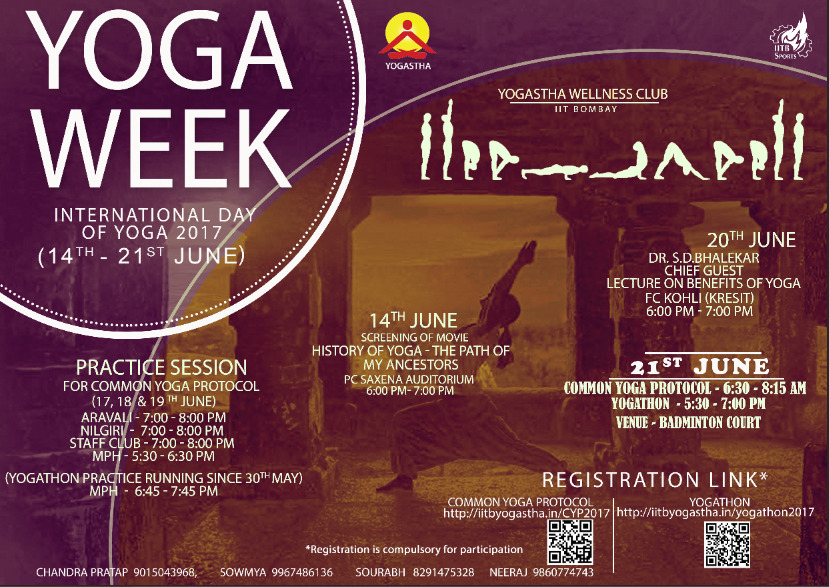 YOGA
WEEK
INTERNATIONAL DAY
OF YOGA 2017
(14TH - 21ST JUNE)
YOGASTHA
IITB
SPORTS
YOGASTHA WELLNESS CLUB
IIT BOMBAY
20TH JUNE
DR. S.D.BHALEKAR
CHIEF GUEST
LECTURE ON BENEFITS OF YOGA
FC KOHLI (KRESIT)
6:00 PM - 7:00 PM
14TH JUNE
SCREENING OF MOVIE
HISTORY OF YOGA - THE PATH OF
MY ANCESTORS
PC SAXENA AUDITORIUM
6:00 PM- 7:00 PM
PRACTICE SESSION
FOR COMMON YOGA PROTOCOL
(17, 18 & 19 TH JUNE)
ARAVALI - 7:00 - 8:00 PM
NILGIRI - 7:00 - 8:00 PM
STAFF CLUB - 7:00 - 8:00 PM
MPH - 5:30 - 6:30 PM
(YOGATHON PRACTICE RUNNING SINCE 30TH MAY)
MPH - 6:45 - 7:45 PM
21ST JUNE
COMMON YOGA PROTOCOL - 6:30 - 8:15 AM
YOGATHON - 5:30 - 7:00 PM
VENUE - BADMINTON COURT
REGISTRATION LINK*
COMMON YOGA PROTOCOL
http://iitbyogastha.in/CYP2017
YOGATHON
http://iitbyogastha.in/yogathon2017
*Registration is compulsory for participation
CHANDRA PRATAP 9015043968, SOWMYA 9967486136 SOURABH 8291475328 NEERAJ 9860774743